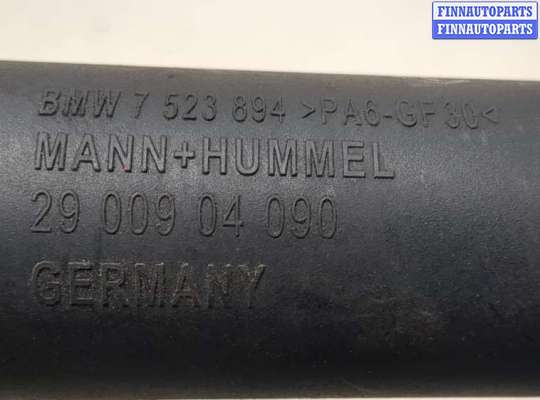 FINNAUTOPARTS
FINNAUTOPARTS
BMW 7 523 894 >PA6-GF30<
MANN+HUMMEL
29 009 04 090
GERMANY